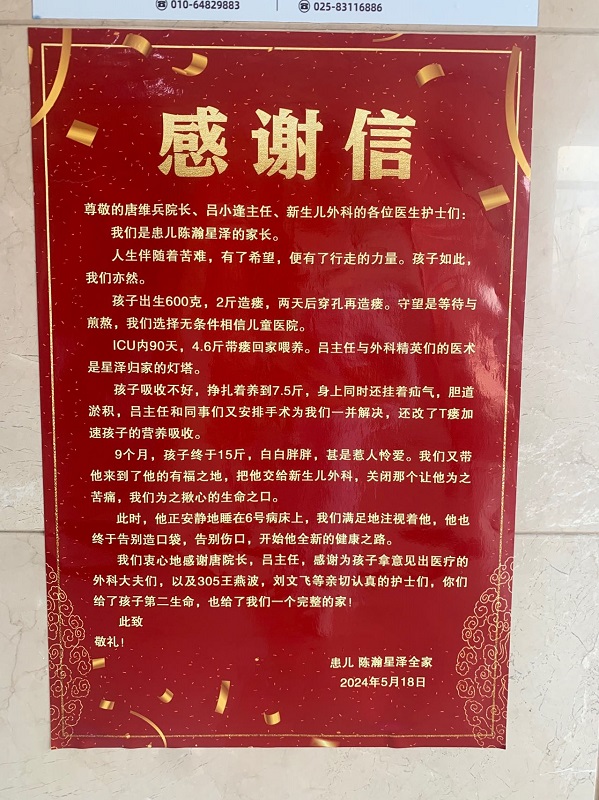 010-64829883
025-83116886
感谢信
尊敬的唐维兵院长、吕小逢主任、新生儿外科的各位医生护士们：
我们是患儿陈瀚星泽的家长。
人生伴随着苦难，有了希望，便有了行走的力量。孩子如此，
我们亦然。
孩子出生600克，2斤造瘘，两天后穿孔再造瘘。守望是等待与
煎熬，我们选择无条件相信儿童医院。
ICU内90天，4.6斤带瘘回家喂养。吕主任与外科精英们的医术
是星泽归家的灯塔。
孩子吸收不好，挣扎着养到7.5斤，身上同时还挂着疝气，胆道
淤积，吕主任和同事们又安排手术为我们一并解决，还改了T瘘加
速孩子的营养吸收。
9个月，孩子终于15斤，白白胖胖，甚是惹人怜爱。我们又带
他来到了他的有福之地，把他交给新生儿外科，关闭那个让他为之
苦痛，我们为之揪心的生命之口。
此时，他正安静地睡在6号病床上，我们满足地注视着他，他也
终于告别造口袋，告别伤口，开始他全新的健康之路。
我们衷心地感谢唐院长，吕主任，感谢为孩子拿意见出医疗的
外科大夫们，以及305王燕波，刘文飞等亲切认真的护士们，你们
给了孩子第二生命，也给了我们一个完整的家！
此致
敬礼！
患儿 陈瀚星泽全家
2024年5月18日